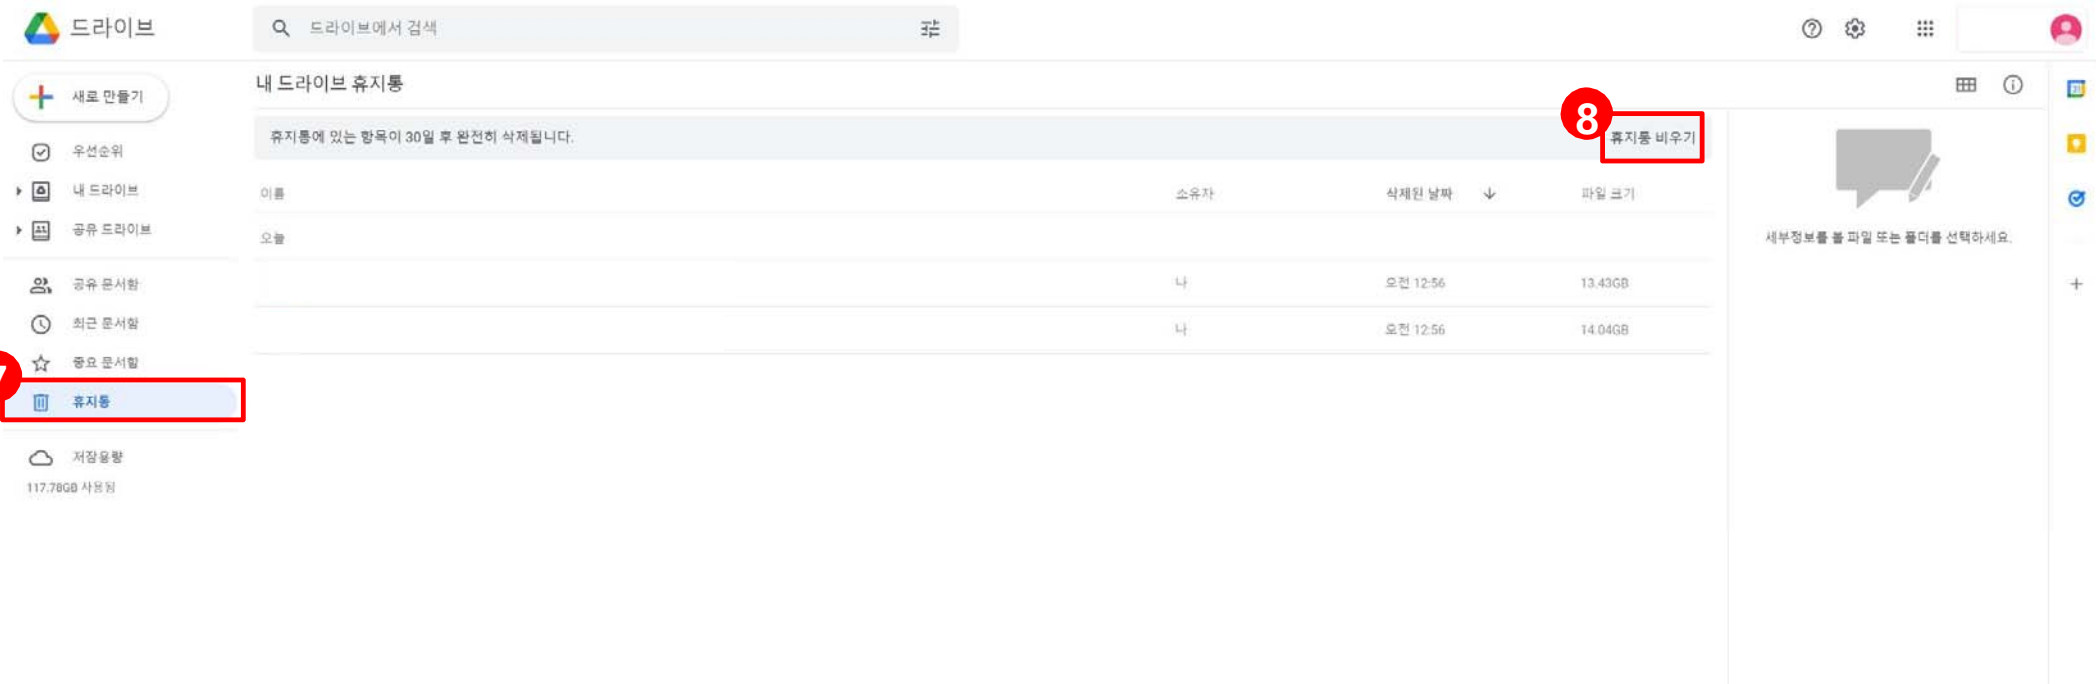 드라이브
드라이브에서 검색
새로 만들기
내 드라이브 휴지통
8
휴지통에 있는 항목이 30일 후 완전히 삭제됩니다.
휴지통 비우기
우선순위
내 드라이브
공유 드라이브
이름 소유자 삭제된 날짜 파일 크기
오늘
세부정보를 볼 파일 또는 폴더를 선택하세요.
공유 문서함
나 오전 12:56 13.43GB
최근 문서함
나 오전 12:56 14.04GB
중요 문서함
7
휴지통
저장용량
117.78GB 사용됨
31